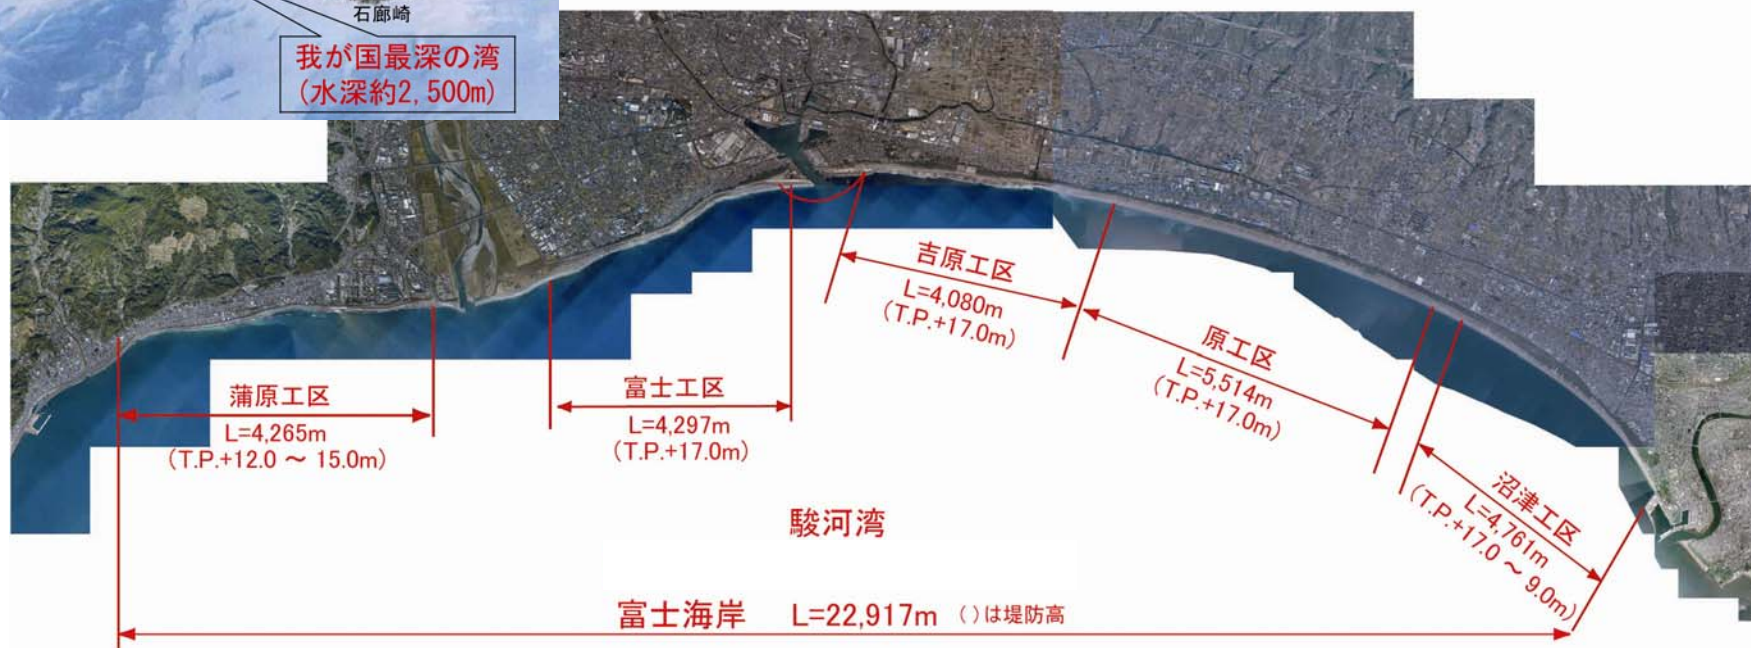 石廊崎
我が国最深の湾
(水深約2,500m)
吉原工区
L=4,080m
(T.P.+17.0m)
原工区
L=5,514m
(T.P.+17.0m)
蒲原工区
L=4,265m
(T.P.+12.0 ～ 15.0m)
富士工区
L=4,297m
(T.P.+17.0m)
沼津工区
L=4,761m
(T.P.+17.0 ～ 9.0m)
駿河湾
富士海岸 L=22,917m ( )は堤防高